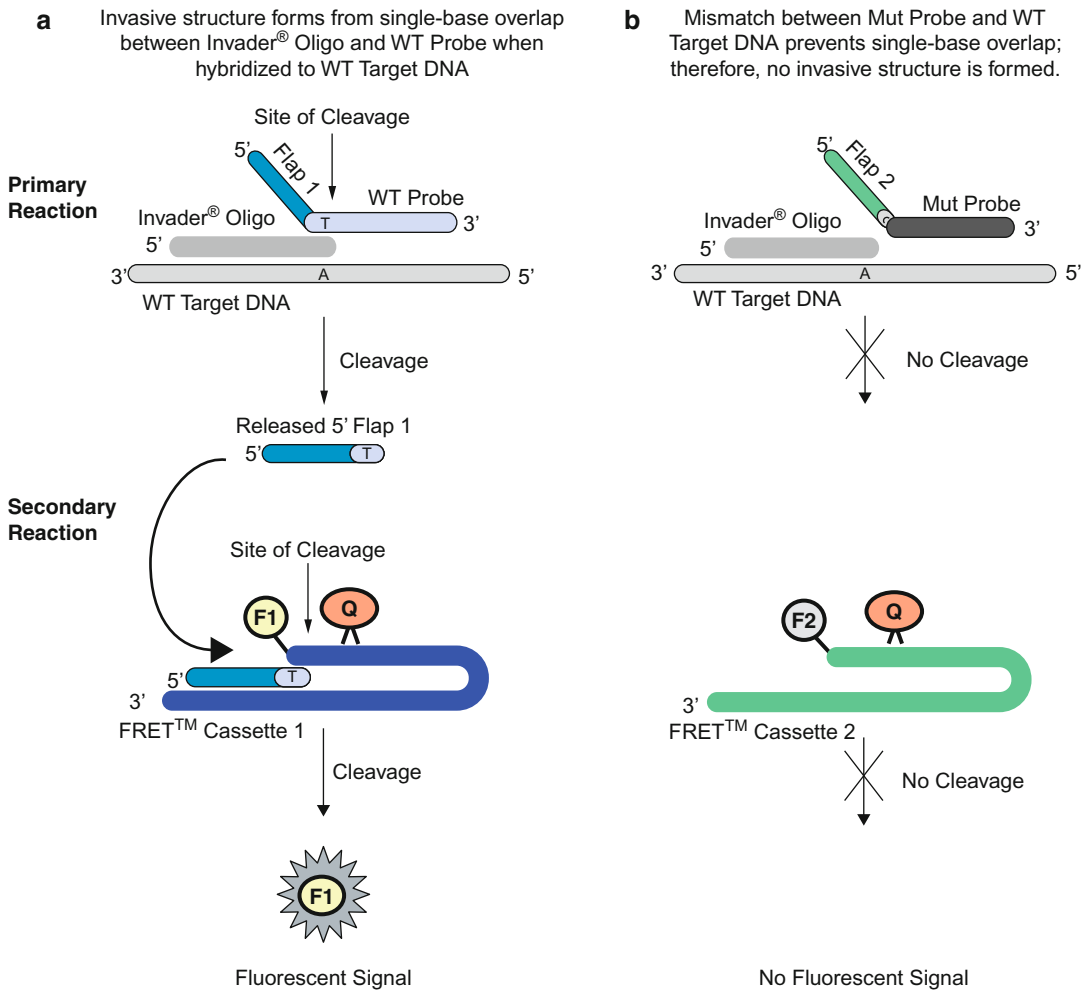 a
Invasive structure forms from single-base overlap
between Invader® Oligo and WT Probe when
hybridized to WT Target DNA
Site of Cleavage
5’
Flap 1
Primary
Reaction
WT Probe
T
3’
Invader® Oligo
5’
3’
A
5’
WT Target DNA
Cleavage
Released 5’ Flap 1
5’
T
Secondary
Reaction
Site of Cleavage
F1
Q
5’
T
3’
FRET™ Cassette 1
Cleavage
F1
Fluorescent Signal
b
Mismatch between Mut Probe and WT
Target DNA prevents single-base overlap;
therefore, no invasive structure is formed.
5’
Flap 2
Mut Probe
G
3’
Invader® Oligo
5’
3’
A
5’
WT Target DNA
No Cleavage
F2
Q
3’
FRET™ Cassette 2
No Cleavage
No Fluorescent Signal